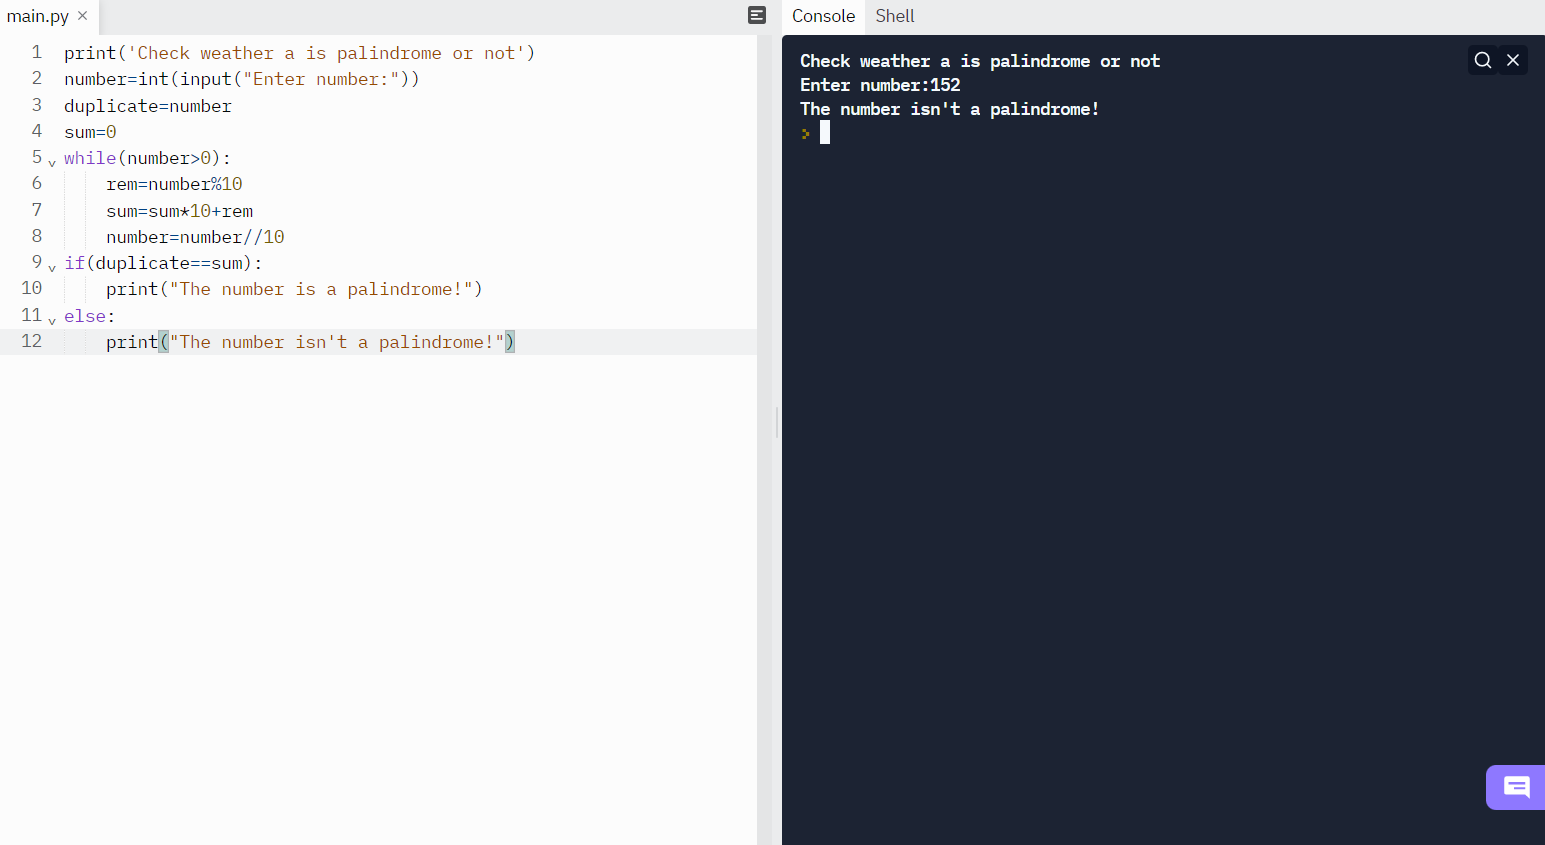 main.py ×
1 print('Check weather a is palindrome or not')
2 number=int(input("Enter number:"))
3 duplicate=number
4 sum=0
5 while(number>0):
6 rem=number%10
7 sum=sum*10+rem
8 number=number//10
9 if(duplicate==sum):
10 print("The number is a palindrome!")
11 else:
12 print("The number isn't a palindrome!")
Console Shell
Check weather a is palindrome or not
Enter number:152
The number isn't a palindrome!
>